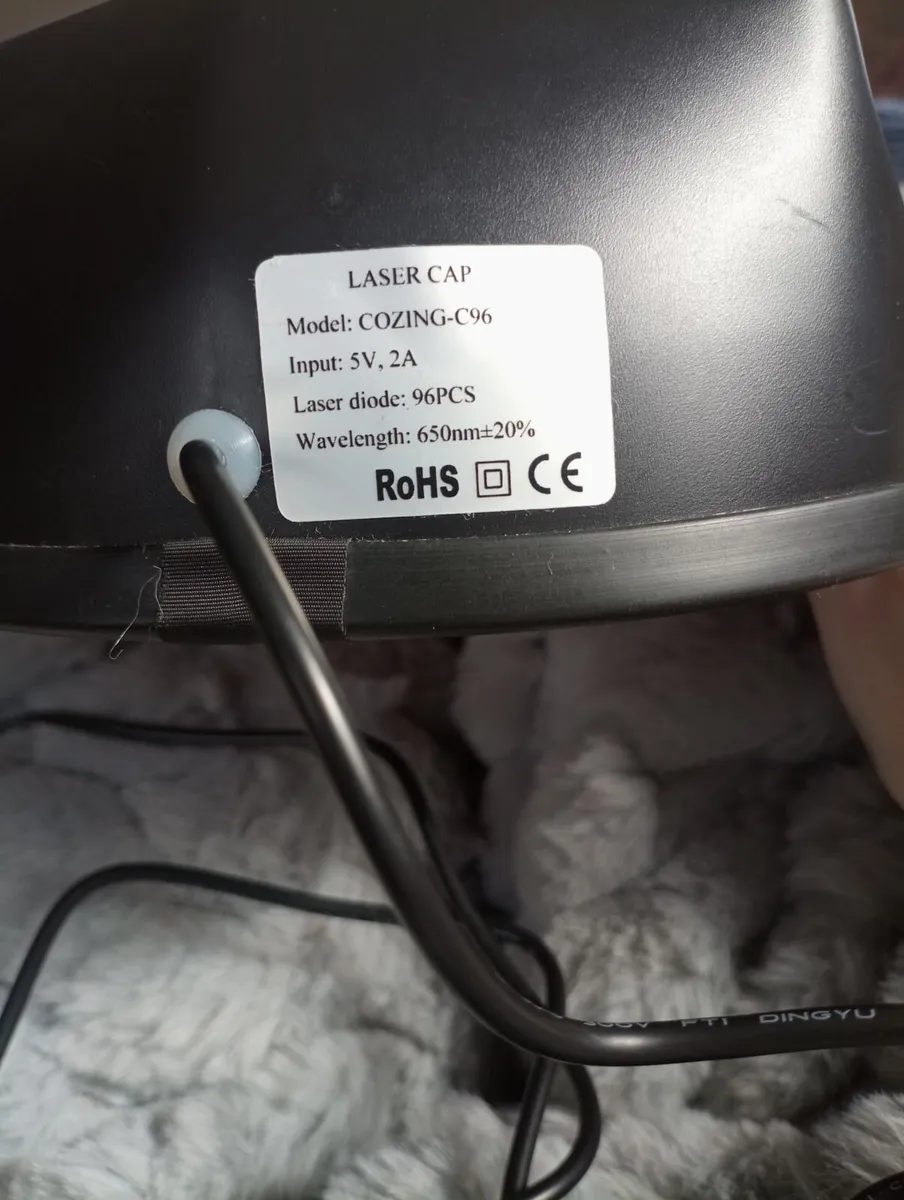 LASER CAP
Model: COZING-C96
Input: 5V, 2A
Laser diode: 96PCS
Wavelength: 650nm±20%
RoHS CE
DINGYU